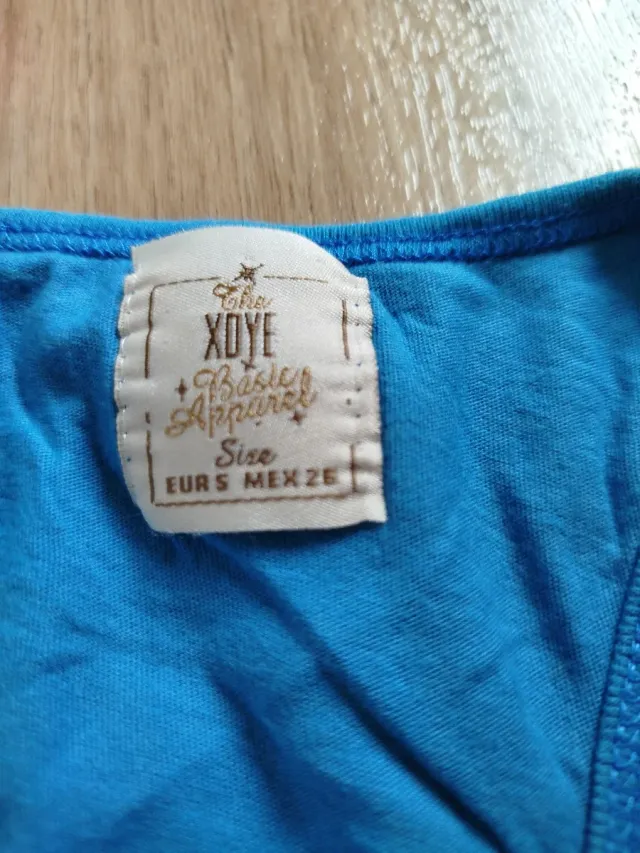 The
XDYE
Basic
Apparel
Size
EUR S MEX 26